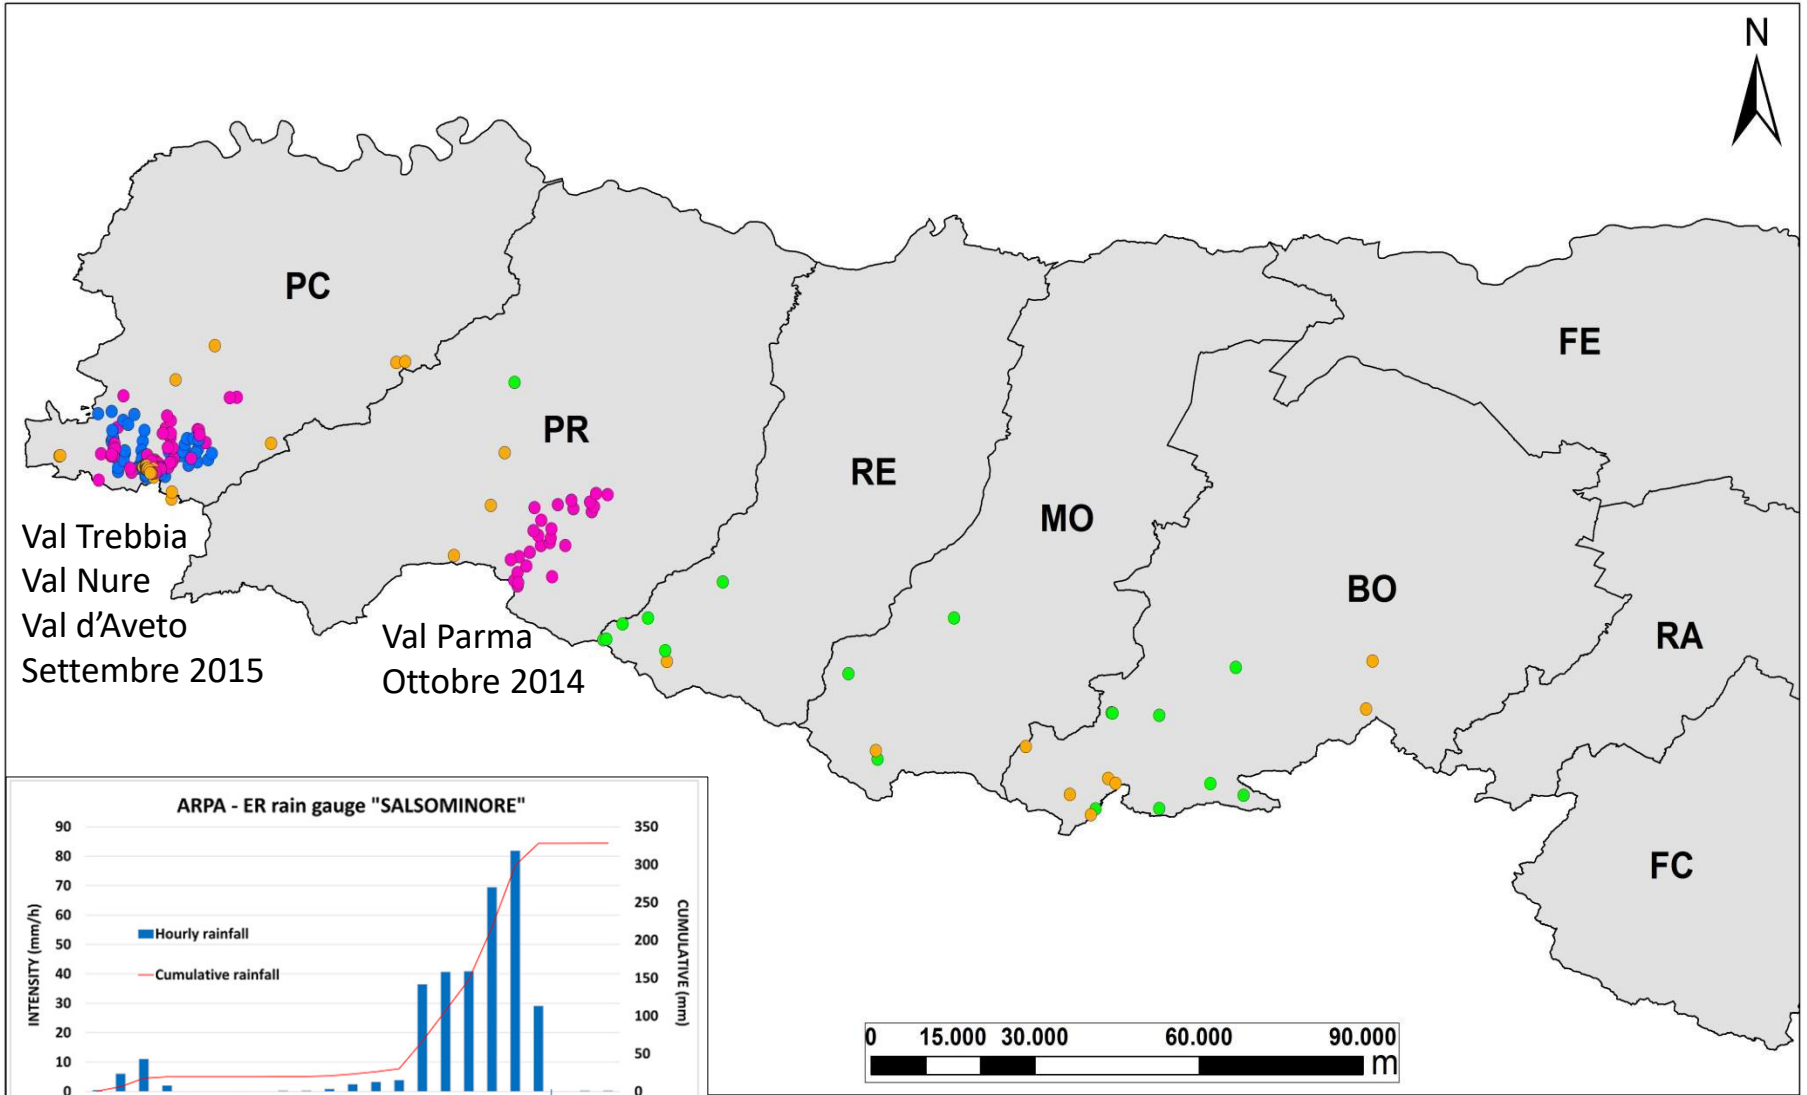 N
PC
FE
PR
RE
MO
BO
RA
FC
Val Trebbia
Val Nure
Val d’Aveto
Settembre 2015
Val Parma
Ottobre 2014
ARPA - ER rain gauge "SALSOMINORE"
90
80
70
60
50
40
30
20
10
0
INTENSITY (mm/h)
Hourly rainfall
Cumulative rainfall
350
300
250
200
150
100
50
0
CUMULATIVE (mm)
0 15.000 30.000 60.000 90.000
m